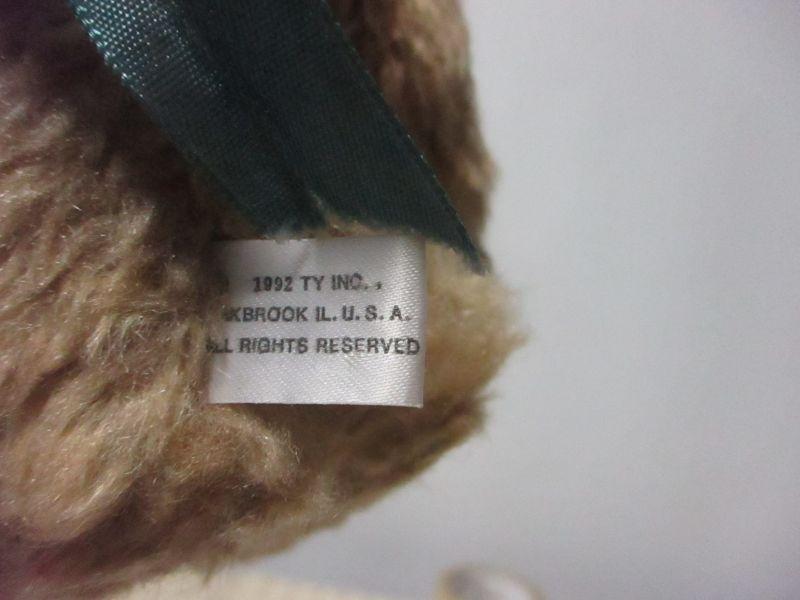 1992 TY INC.,
KBROOK IL. U. S. A.
LL RIGHTS RESERVED